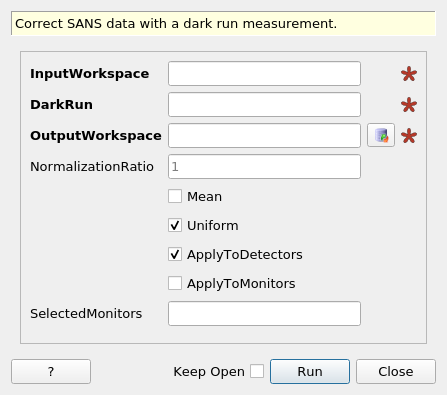 Correct SANS data with a dark run measurement.
InputWorkspace
DarkRun
OutputWorkspace
NormalizationRatio 1
Mean
Uniform
ApplyToDetectors
ApplyToMonitors
SelectedMonitors
? Keep Open Run Close